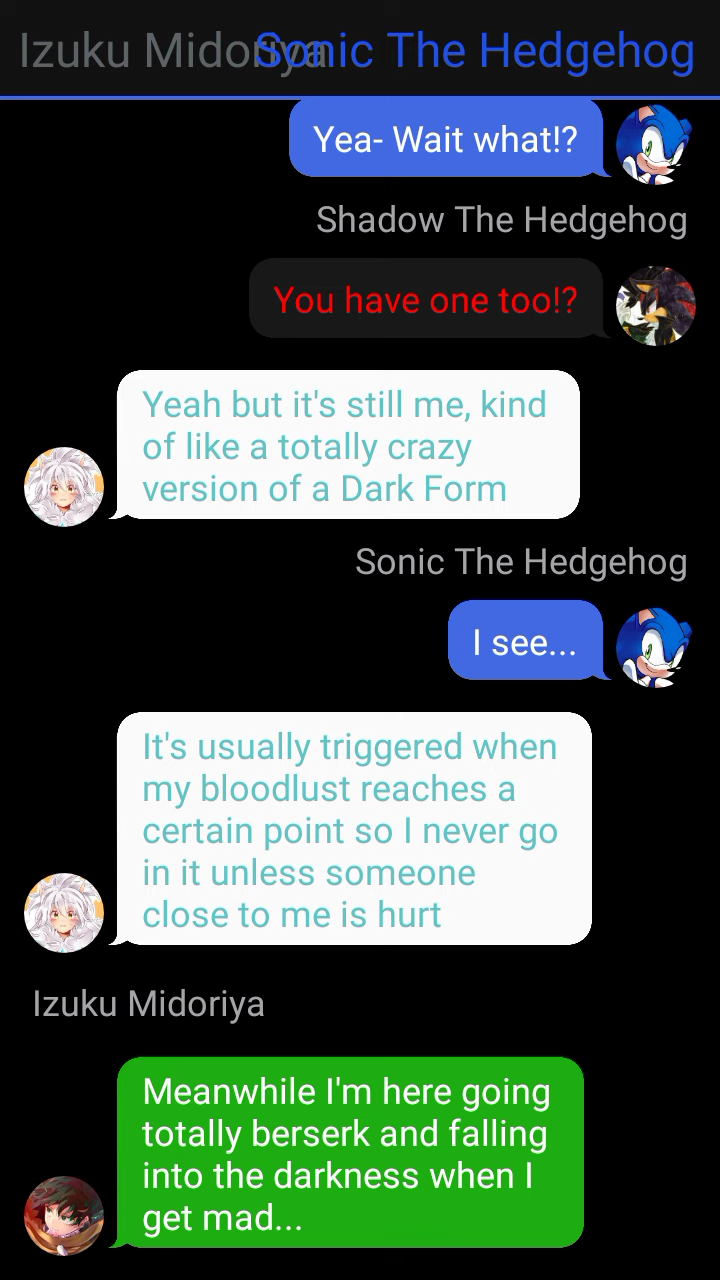 Izuku Midoriya Sonic The Hedgehog
Yea- Wait what!?
Shadow The Hedgehog
You have one too!?
Yeah but it's still me, kind
of like a totally crazy
version of a Dark Form
Sonic The Hedgehog
I see...
It's usually triggered when
my bloodlust reaches a
certain point so I never go
in it unless someone
close to me is hurt
Izuku Midoriya
Meanwhile I'm here going
totally berserk and falling
into the darkness when I
get mad...